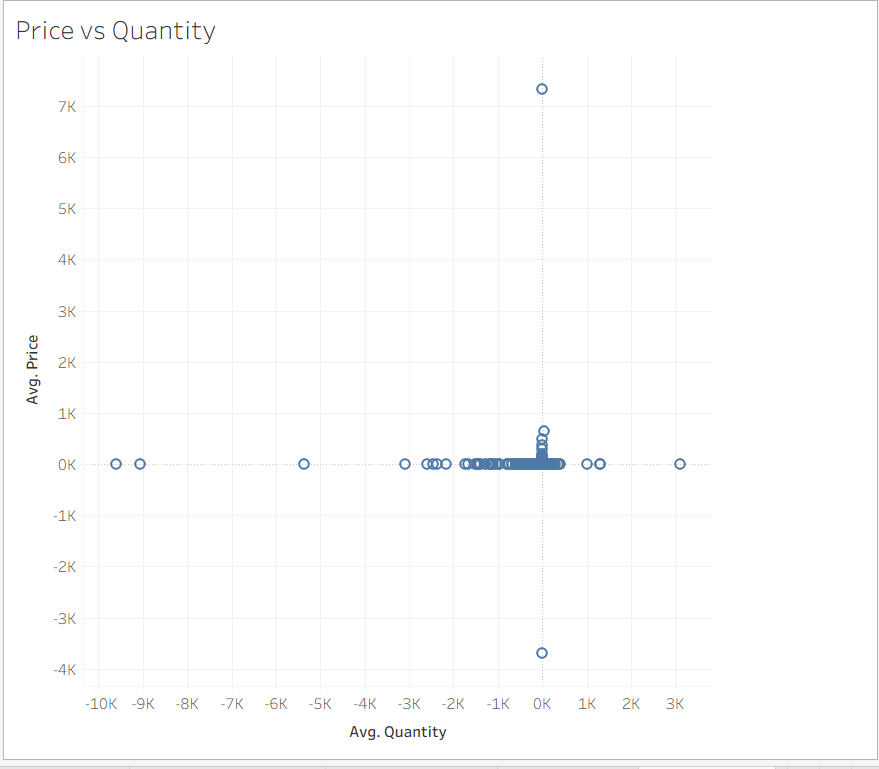 Price vs Quantity
7K
6K
5K
4K
3K
2K
1K
0K
-1K
-2K
-3K
-4K
Avg. Price
-10K -9K -8K -7K -6K -5K -4K -3K -2K -1K 0K 1K 2K 3K
Avg. Quantity